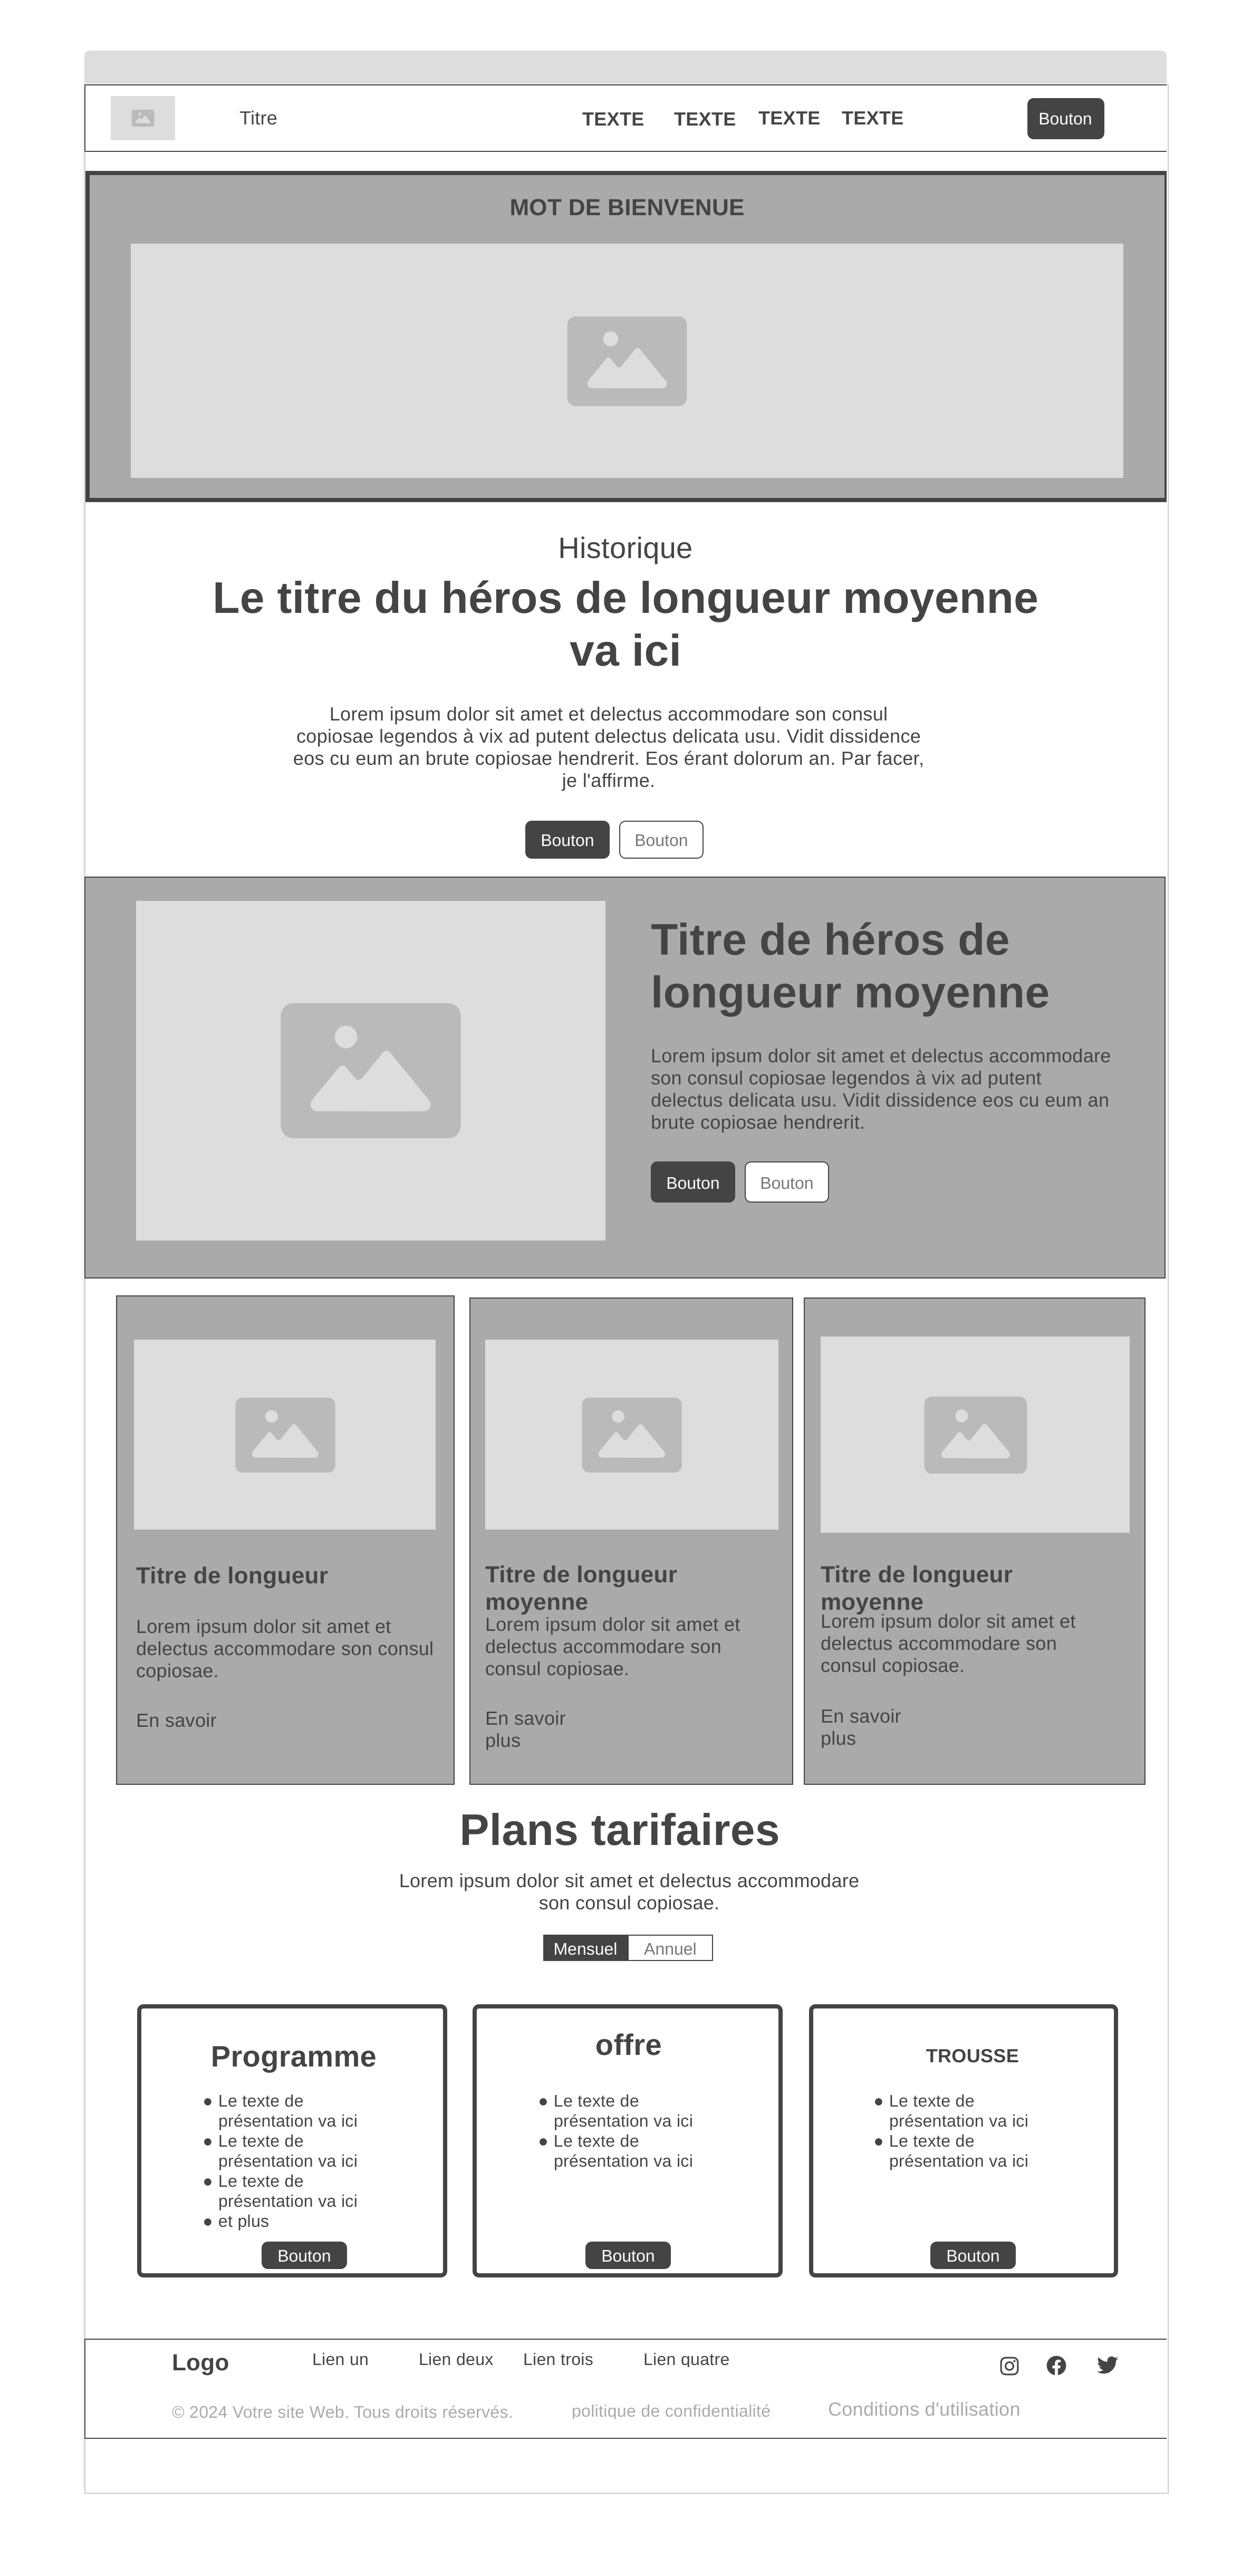 Titre
TEXTE TEXTE TEXTE TEXTE
Bouton
MOT DE BIENVENUE
Historique
Le titre du héros de longueur moyenne
va ici
Lorem ipsum dolor sit amet et delectus accommodare son consul
copiosae legendos à vix ad putent delectus delicata usu. Vidit dissidence
eos cu eum an brute copiosae hendrerit. Eos érant dolorum an. Par facer,
je l'affirme.
Bouton Bouton
Titre de héros de
longueur moyenne
Lorem ipsum dolor sit amet et delectus accommodare
son consul copiosae legendos à vix ad putent
delectus delicata usu. Vidit dissidence eos cu eum an
brute copiosae hendrerit.
Bouton Bouton
Titre de longueur
Lorem ipsum dolor sit amet et
delectus accommodare son consul
copiosae.
En savoir
Titre de longueur
moyenne
Lorem ipsum dolor sit amet et
delectus accommodare son
consul copiosae.
En savoir
plus
Titre de longueur
moyenne
Lorem ipsum dolor sit amet et
delectus accommodare son
consul copiosae.
En savoir
plus
Plans tarifaires
Lorem ipsum dolor sit amet et delectus accommodare
son consul copiosae.
Mensuel Annuel
Programme
● Le texte de
présentation va ici
● Le texte de
présentation va ici
● Le texte de
présentation va ici
● et plus
Bouton
offre
● Le texte de
présentation va ici
● Le texte de
présentation va ici
Bouton
TROUSSE
● Le texte de
présentation va ici
● Le texte de
présentation va ici
Bouton
Logo Lien un Lien deux Lien trois Lien quatre
© 2024 Votre site Web. Tous droits réservés. politique de confidentialité Conditions d'utilisation